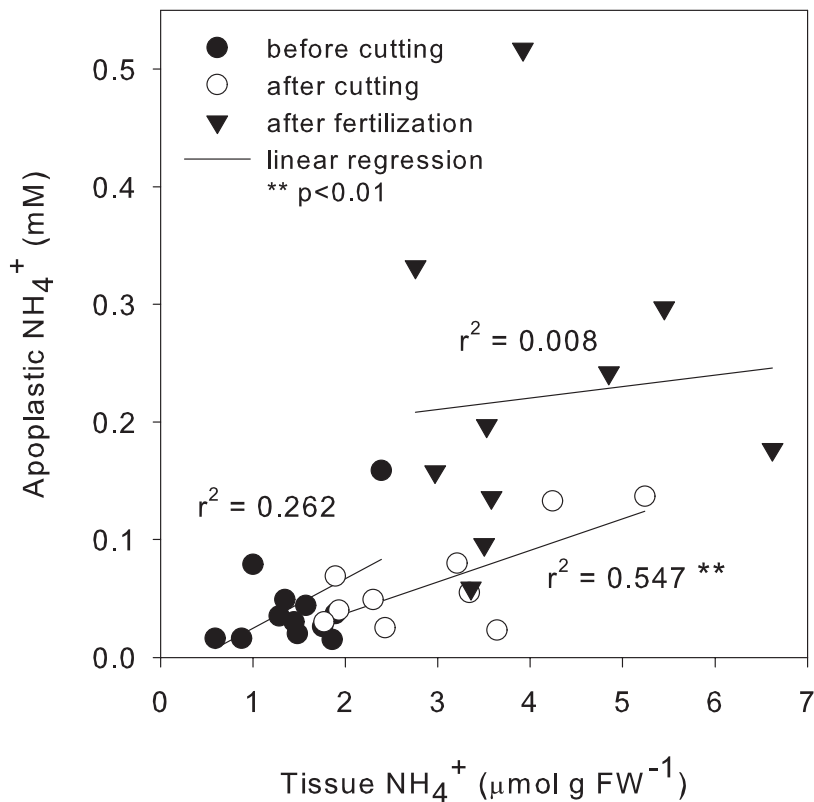 before cutting
after cutting
after fertilization
linear regression
** p<0.01
0.5
0.4
0.3
0.2
0.1
0.0
Apoplastic NH4+ (mM)
r2 = 0.008
r2 = 0.262
r2 = 0.547 **
0 1 2 3 4 5 6 7
Tissue NH4+ (μmol g FW-1)